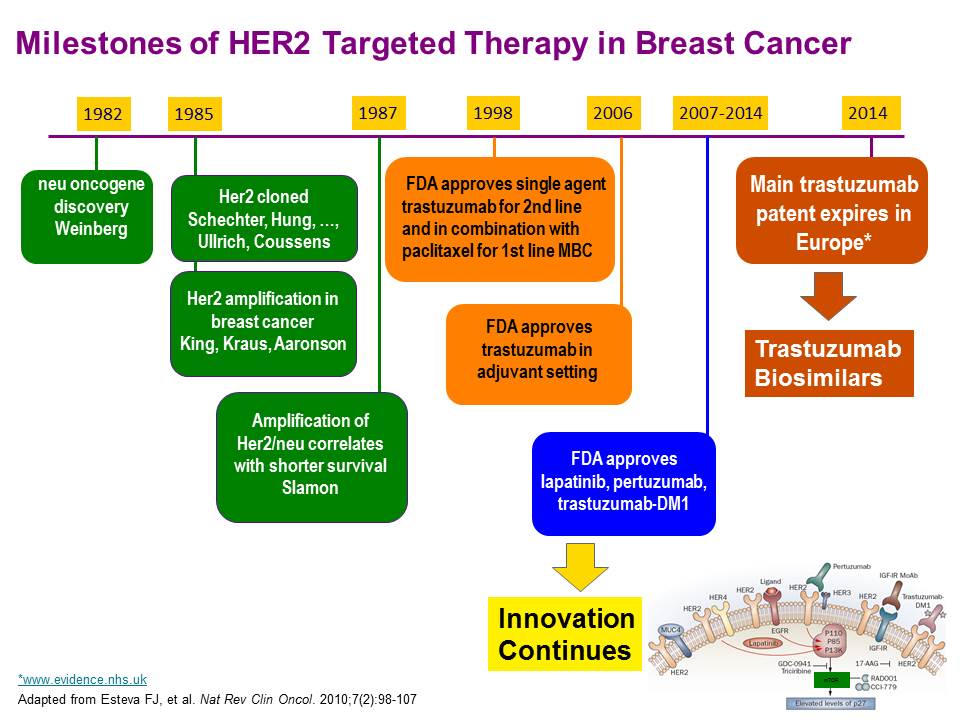 Milestones of HER2 Targeted Therapy in Breast Cancer
1982
1985
1987
1998
2006
2007-2014
2014
neu oncogene
discovery
Weinberg
Her2 cloned
Schechter, Hung, …,
Ullrich, Coussens
Her2 amplification in
breast cancer
King, Kraus, Aaronson
Amplification of
Her2/neu correlates
with shorter survival
Slamon
FDA approves single agent
trastuzumab for 2nd line
and in combination with
paclitaxel for 1st line MBC
FDA approves
trastuzumab in
adjuvant setting
FDA approves
lapatinib, pertuzumab,
trastuzumab-DM1
Innovation
Continues
Main trastuzumab
patent expires in
Europe*
Trastuzumab
Biosimilars
Pertuzumab
IGF-IR MoAb
Ligand
HER2
HER3
HER2
HER4
HER2
HER2
Trastuzumab-
DM1
MUC4
EGFR
Lapatinib
P110
P85
P13K
IGF-IR
HER2
HER2
GDC-0941
Triciribine
17-AAG
mTOR
RAD001
CCI-779
Elevated levels of p27
*www.evidence.nhs.uk
Adapted from Esteva FJ, et al. Nat Rev Clin Oncol. 2010;7(2):98-107